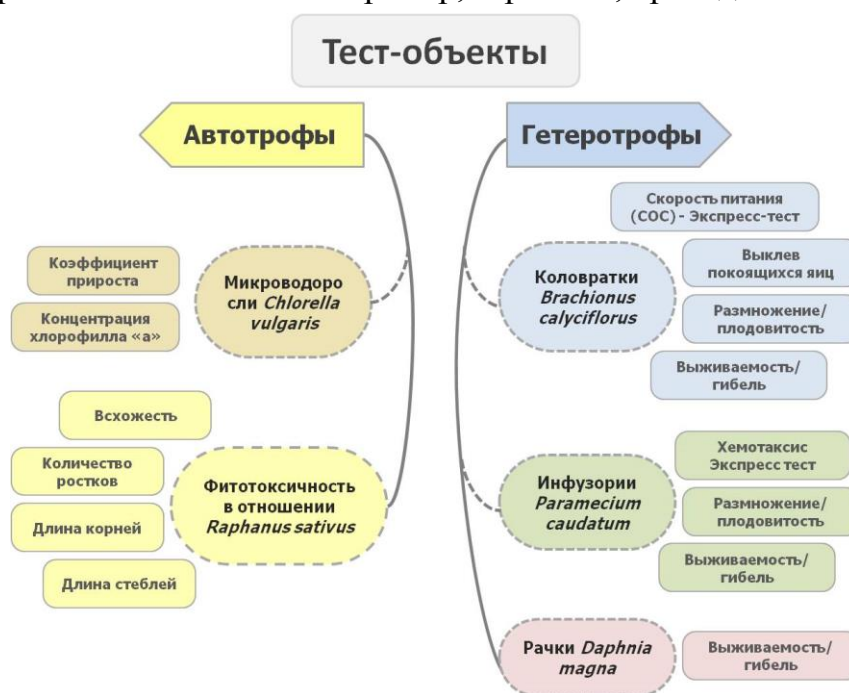 Тест-объекты
Автотрофы
Гетеротрофы
Коэффициент
прироста
Концентрация
хлорофилла «а»
Микроводоро
сли Chlorella
vulgaris
Всхожесть
Количество
ростков
Длина корней
Длина стеблей
Фитотоксичность
в отношении
Raphanus sativus
Скорость питания
(СОС) - Экспресс-тест
Коловратки
Brachionus
calyciflorus
Выклев
покоящихся яиц
Размножение/
плодовитость
Выживаемость/
гибель
Инфузории
Paramecium
caudatum
Хемотаксис
Экспресс тест
Размножение/
плодовитость
Выживаемость/
гибель
Рачки Daphnia
magna
Выживаемость/
гибель